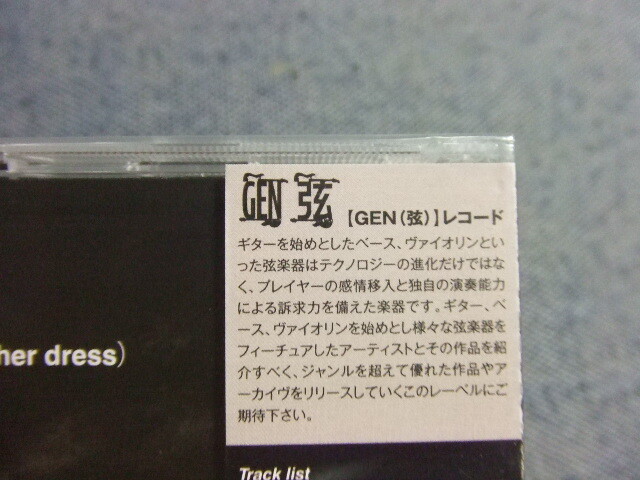 GEN 弦 【GEN(弦)】レコード
ギターを始めとしたベース、ヴァイオリンとい
った弦楽器はテクノロジーの進化だけではな
く、プレイヤーの感情移入と独自の演奏能力
による訴求力を備えた楽器です。ギター、ベ
ース、ヴァイオリンを始めとし様々な弦楽器を
フィーチュアしたアーティストとその作品を紹
介すべく、ジャンルを超えて優れた作品やア
ーカイヴをリリースしていくこのレーベルにご
期待下さい。
her dress)
Track list